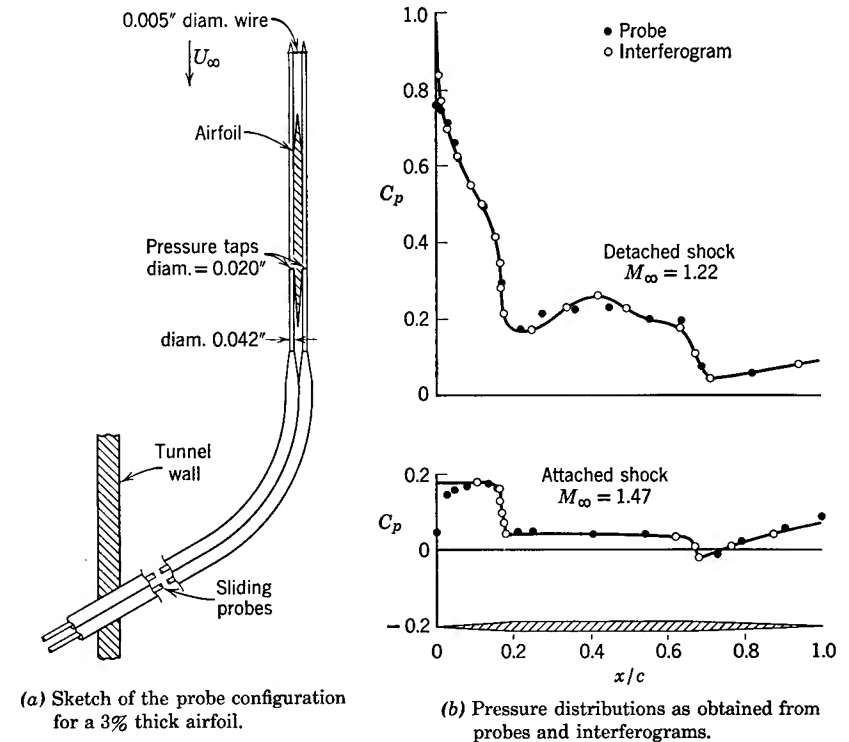 0.005″ diam. wire
U∞
Airfoil
Pressure taps
diam. = 0.020″
diam. 0.042″
Tunnel
wall
Sliding
probes
(a) Sketch of the probe configuration
for a 3% thick airfoil.
1.0
0.8
0.6
0.4
0.2
0
Cp
• Probe
○ Interferogram
Detached shock
M∞ = 1.22
0.2
0
−0.2
Cp
Attached shock
M∞ = 1.47
0
0.2
0.4
0.6
0.8
1.0
x/c
(b) Pressure distributions as obtained from
probes and interferograms.